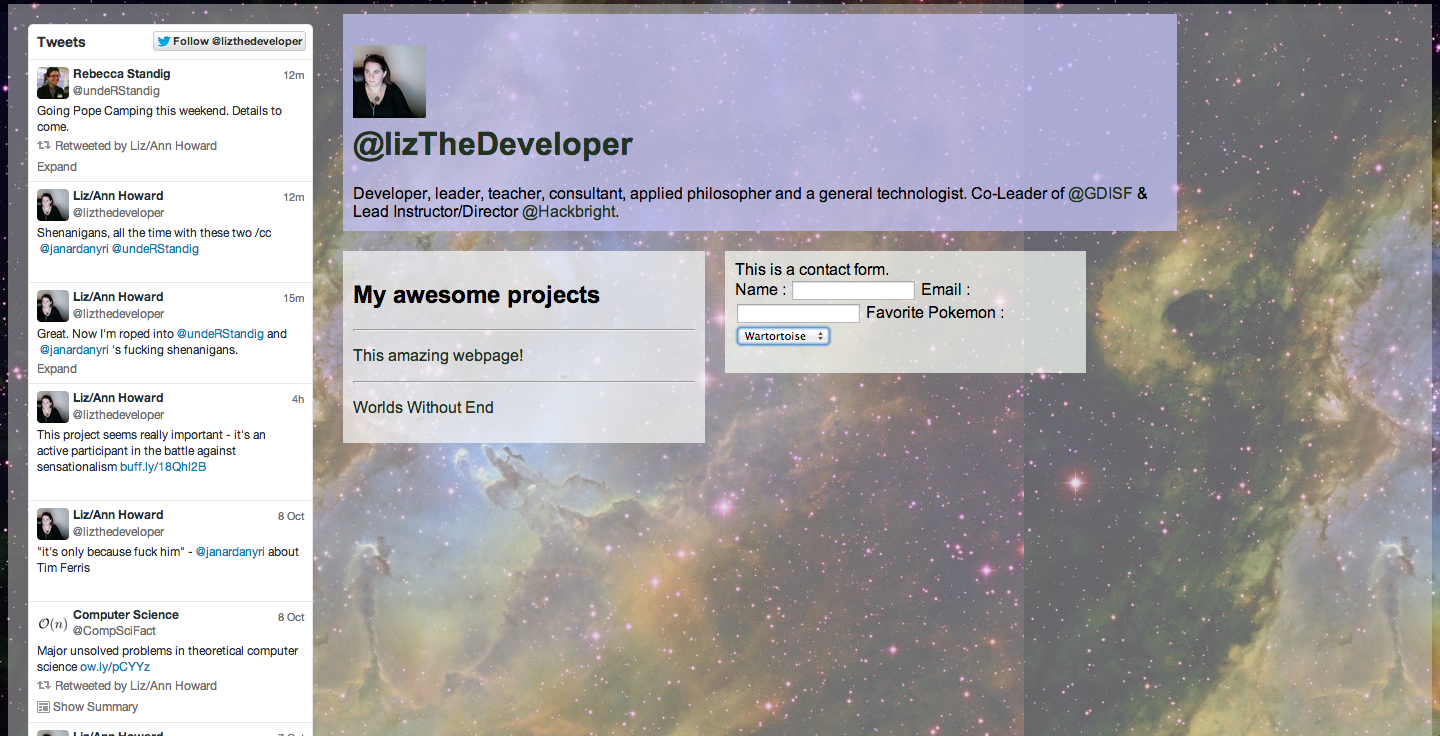 Tweets
Follow @lizthedeveloper
Rebecca Standig 12m
@undeRStandig
Going Pope Camping this weekend. Details to
come.
Retweeted by Liz/Ann Howard
Expand
Liz/Ann Howard 12m
@lizthedeveloper
Shenanigans, all the time with these two /cc
@janardanyri @undeRStandig
Liz/Ann Howard 15m
@lizthedeveloper
Great. Now I'm roped into @undeRStandig and
@janardanyri 's fucking shenanigans.
Expand
Liz/Ann Howard 4h
@lizthedeveloper
This project seems really important - it's an
active participant in the battle against
sensationalism buff.ly/18QhI2B
Liz/Ann Howard 8 Oct
@lizthedeveloper
"it's only because fuck him" - @janardanyri about
Tim Ferris
O(n)
Computer Science 8 Oct
@CompSciFact
Major unsolved problems in theoretical computer
science ow.ly/pCYYz
Retweeted by Liz/Ann Howard
Show Summary
Liz/Ann Howard 7 Oct
@lizTheDeveloper
Developer, leader, teacher, consultant, applied philosopher and a general technologist. Co-Leader of @GDISF &
Lead Instructor/Director @Hackbright.
My awesome projects
This amazing webpage!
Worlds Without End
This is a contact form.
Name : Email :
Favorite Pokemon :
Wartortoise